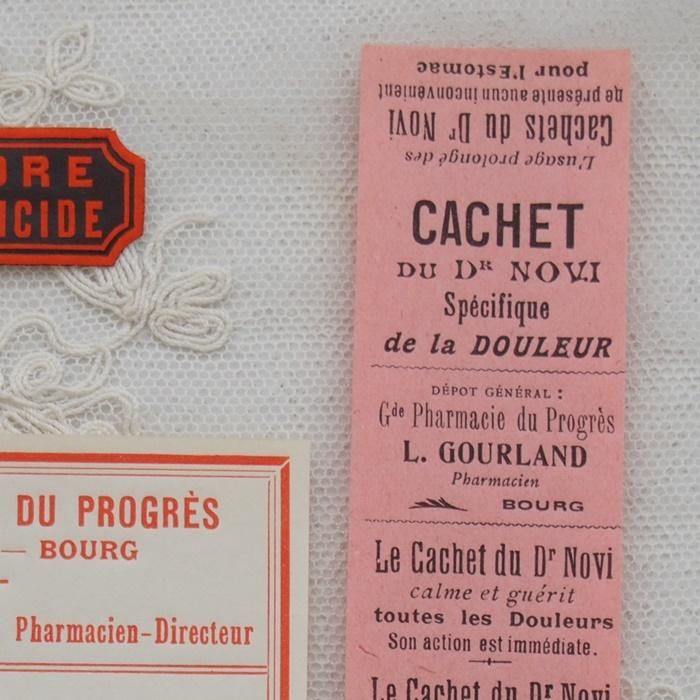 DRE
ICIDE
DU PROGRÈS
— BOURG
Pharmacien-Directeur
L'usage prolongé des
Cachets du Dr Novi
ne présente aucun inconvénient
pour l'Estomac
CACHET
DU DR NOVI
Spécifique
de la DOULEUR
DÉPOT GÉNÉRAL :
Gde Pharmacie du Progrès
L. GOURLAND
Pharmacien
BOURG
Le Cachet du Dr Novi
calme et guérit
toutes les Douleurs
Son action est immédiate.
Le Cachet du Dr Novi